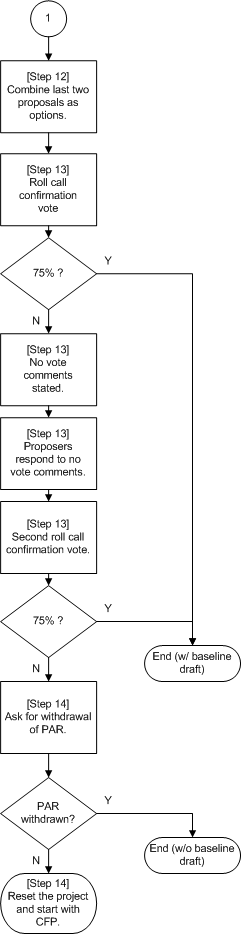 1
[Step 12]
Combine last two
proposals as
options.
[Step 13]
Roll call
confirmation
vote
75% ?
Y
N
[Step 13]
No vote
comments
stated.
[Step 13]
Proposers
respond to no
vote comments.
[Step 13]
Second roll call
confirmation vote.
75% ?
Y
End (w/ baseline
draft)
N
[Step 14]
Ask for withdrawal
of PAR.
PAR
withdrawn?
Y
End (w/o baseline
draft)
N
[Step 14]
Reset the project
and start with
CFP.